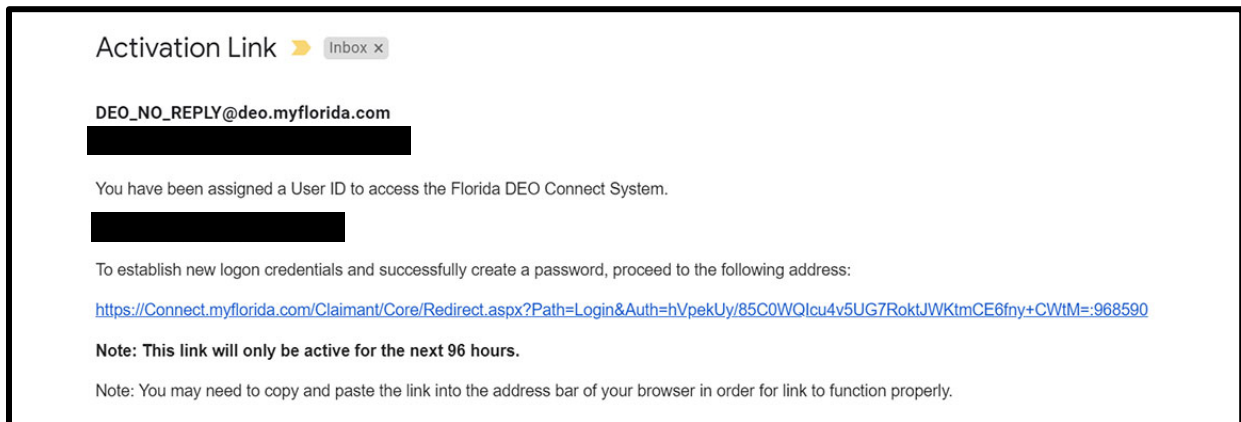 Activation Link
Inbox x
DEO_NO_REPLY@deo.myflorida.com
You have been assigned a User ID to access the Florida DEO Connect System.
To establish new logon credentials and successfully create a password, proceed to the following address:
https://Connect.myflorida.com/Claimant/Core/Redirect.aspx?Path=Login&Auth=hVpekUy/85C0WQIcu4v5UG7RoktJWKtmCE6fny+CWtM=:968590
Note: This link will only be active for the next 96 hours.
Note: You may need to copy and paste the link into the address bar of your browser in order for link to function properly.